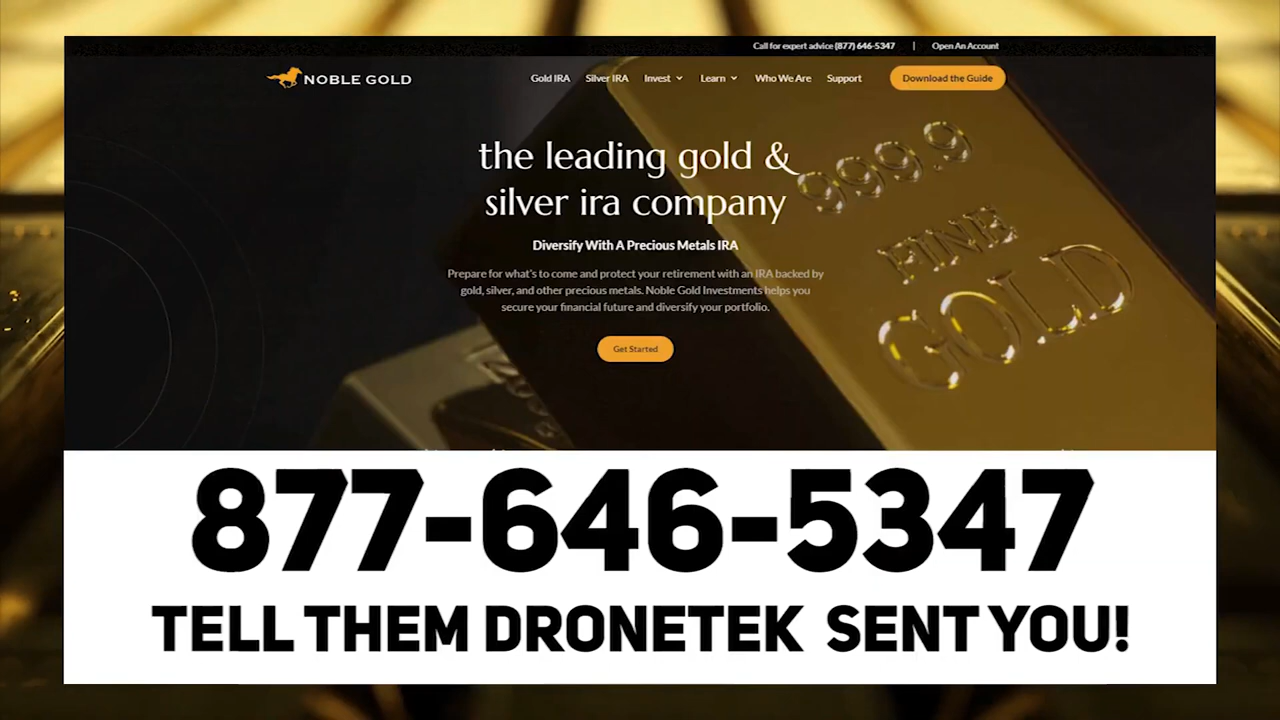 Call for expert advice (877) 646-5347 | Open An Account
NOBLE GOLD Gold IRA Silver IRA Invest Learn Who We Are Support Download the Guide
the leading gold &
silver ira company
Diversify With A Precious Metals IRA
Prepare for what's to come and protect your retirement with an IRA backed by
gold, silver, and other precious metals. Noble Gold Investments helps you
secure your financial future and diversify your portfolio.
Get Started
999.9
FINE
GOLD
877-646-5347
TELL THEM DRONETEK SENT YOU!